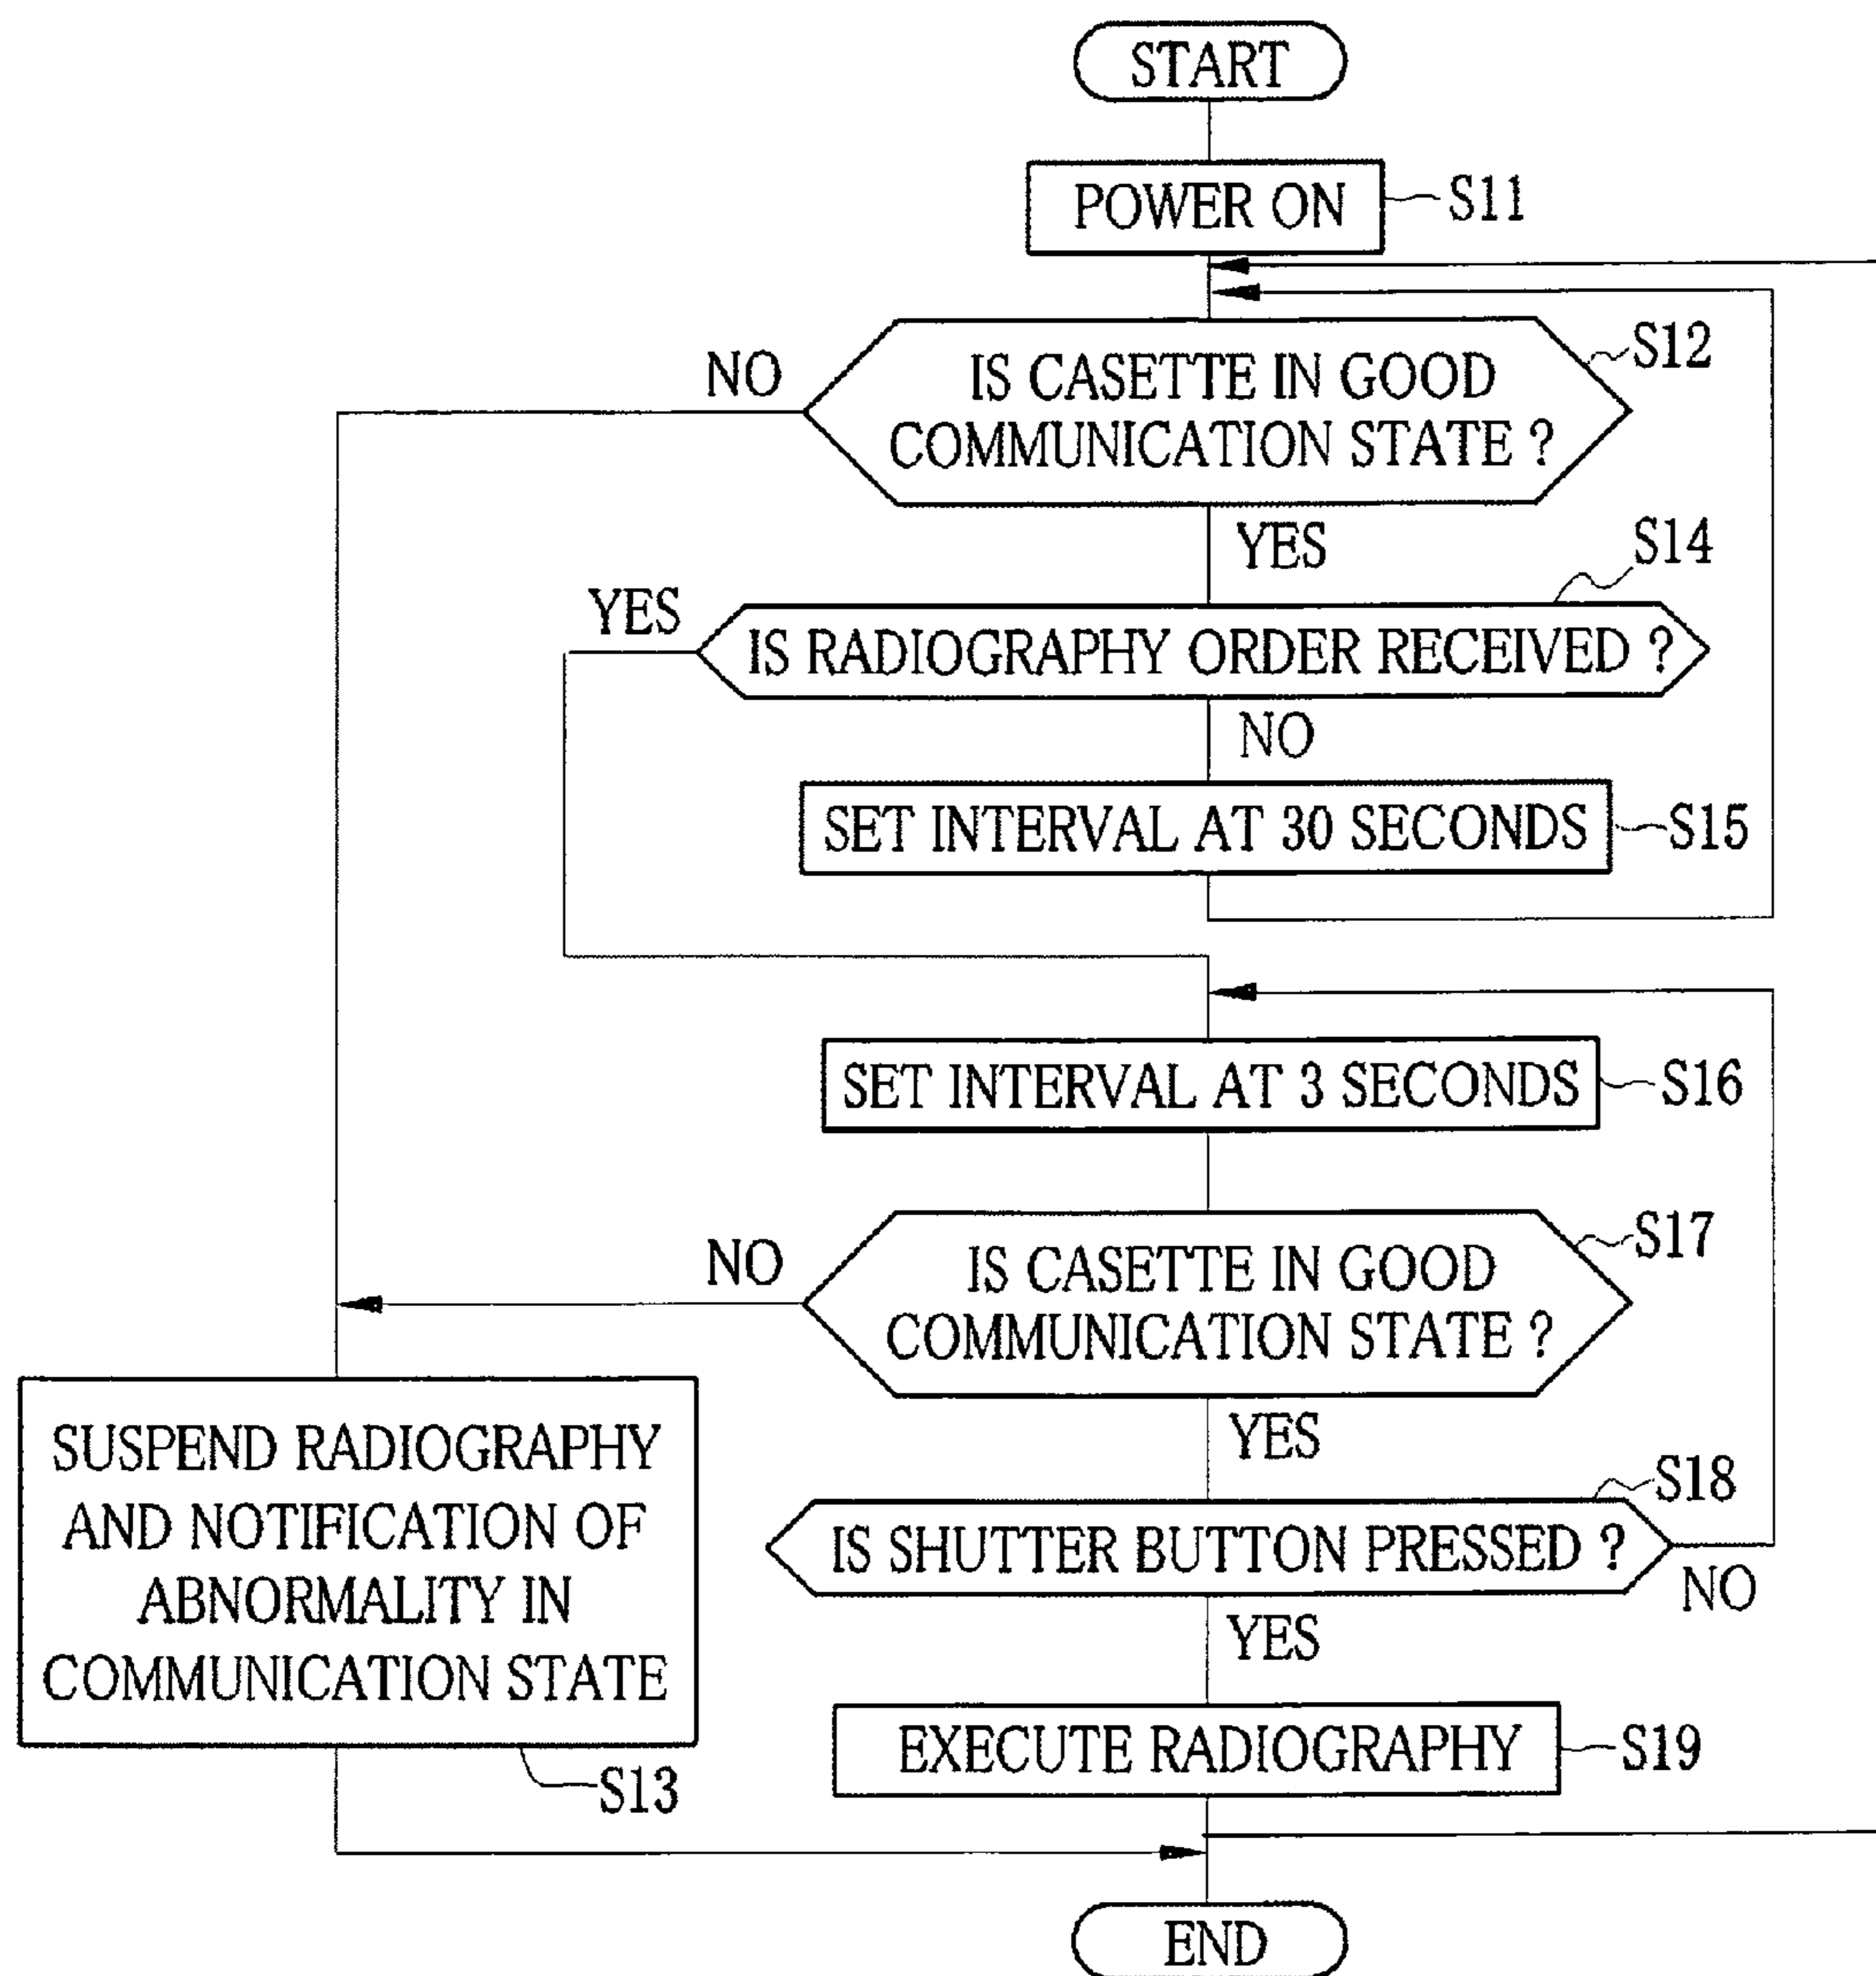 START
POWER ON
S11
IS CASETTE IN GOOD
COMMUNICATION STATE ?
S12
NO
YES
S14
YES
IS RADIOGRAPHY ORDER RECEIVED ?
NO
SET INTERVAL AT 30 SECONDS
S15
SET INTERVAL AT 3 SECONDS
S16
IS CASETTE IN GOOD
COMMUNICATION STATE ?
S17
NO
YES
SUSPEND RADIOGRAPHY
AND NOTIFICATION OF
ABNORMALITY IN
COMMUNICATION STATE
S13
S18
IS SHUTTER BUTTON PRESSED ?
NO
YES
EXECUTE RADIOGRAPHY
S19
END